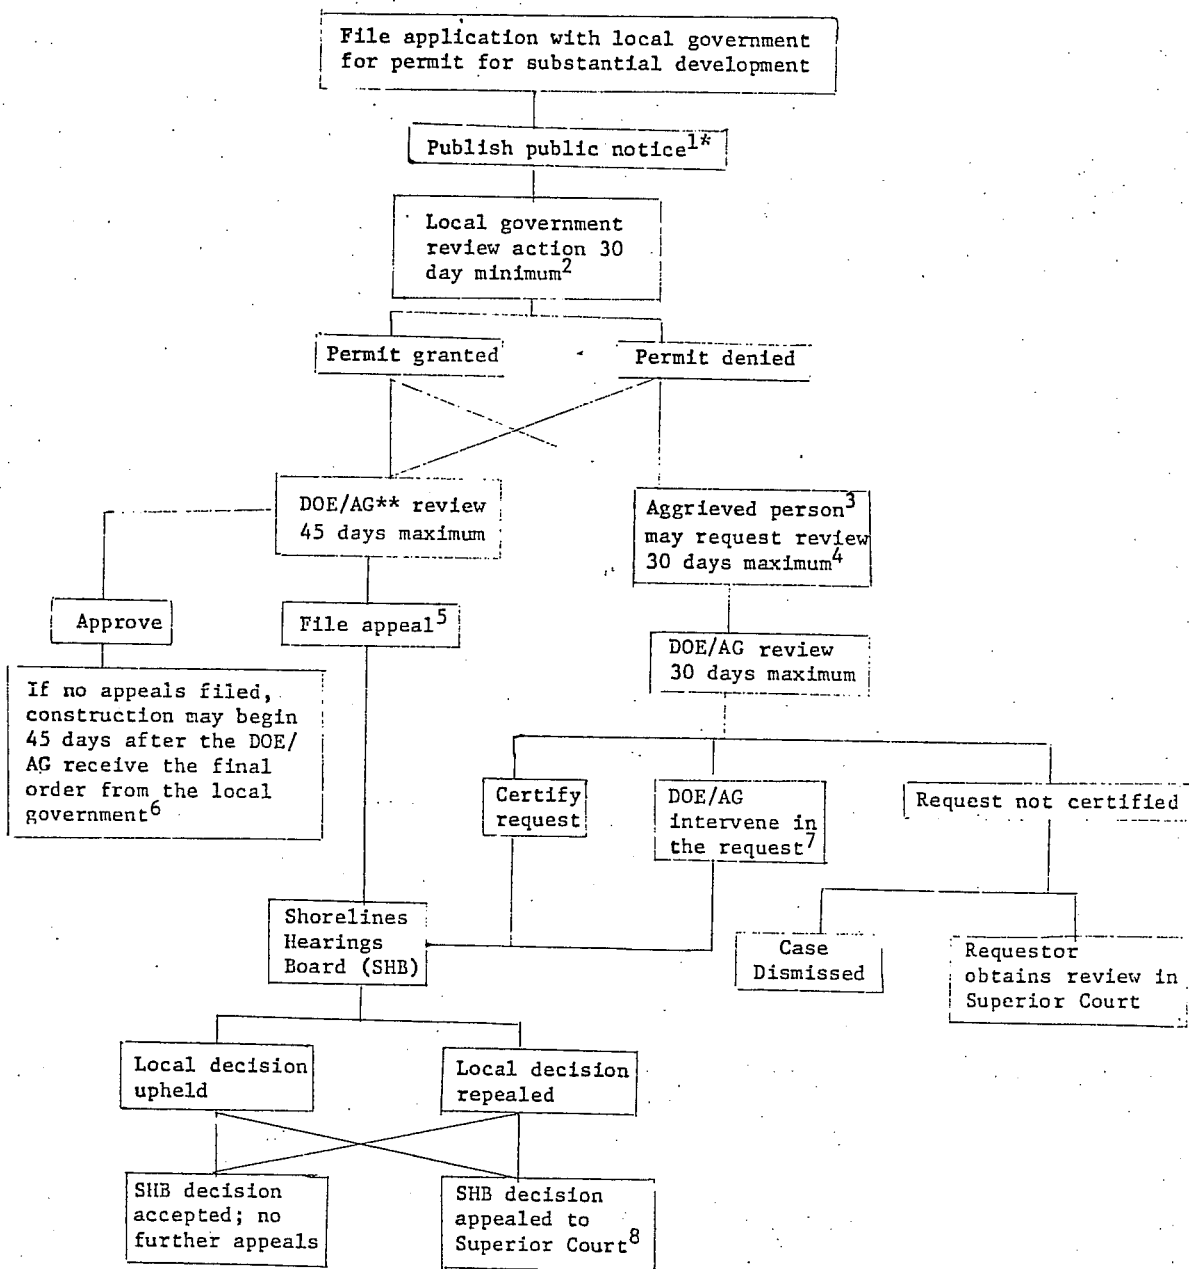 File application with local government
for permit for substantial development
Publish public notice1*
Local government
review action 30
day minimum2
Permit granted
Permit denied
DOE/AG** review
45 days maximum
Aggrieved person3
may request review
30 days maximum4
Approve
File appeal5
DOE/AG review
30 days maximum
If no appeals filed,
construction may begin
45 days after the DOE/
AG receive the final
order from the local
government6
Certify
request
DOE/AG
intervene in
the request7
Request not certified
Shorelines
Hearings
Board (SHB)
Case
Dismissed
Requestor
obtains review in
Superior Court
Local decision
upheld
Local decision
repealed
SHB decision
accepted; no
further appeals
SHB decision
appealed to
Superior Court8